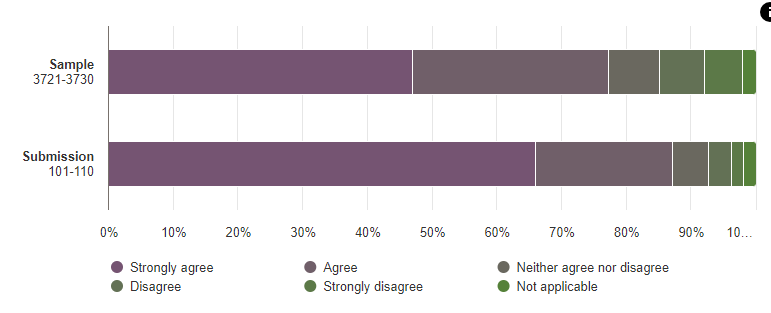 Sample
3721-3730
Submission
101-110
0% 10% 20% 30% 40% 50% 60% 70% 80% 90% 10...
Strongly agree Agree Neither agree nor disagree
Disagree Strongly disagree Not applicable